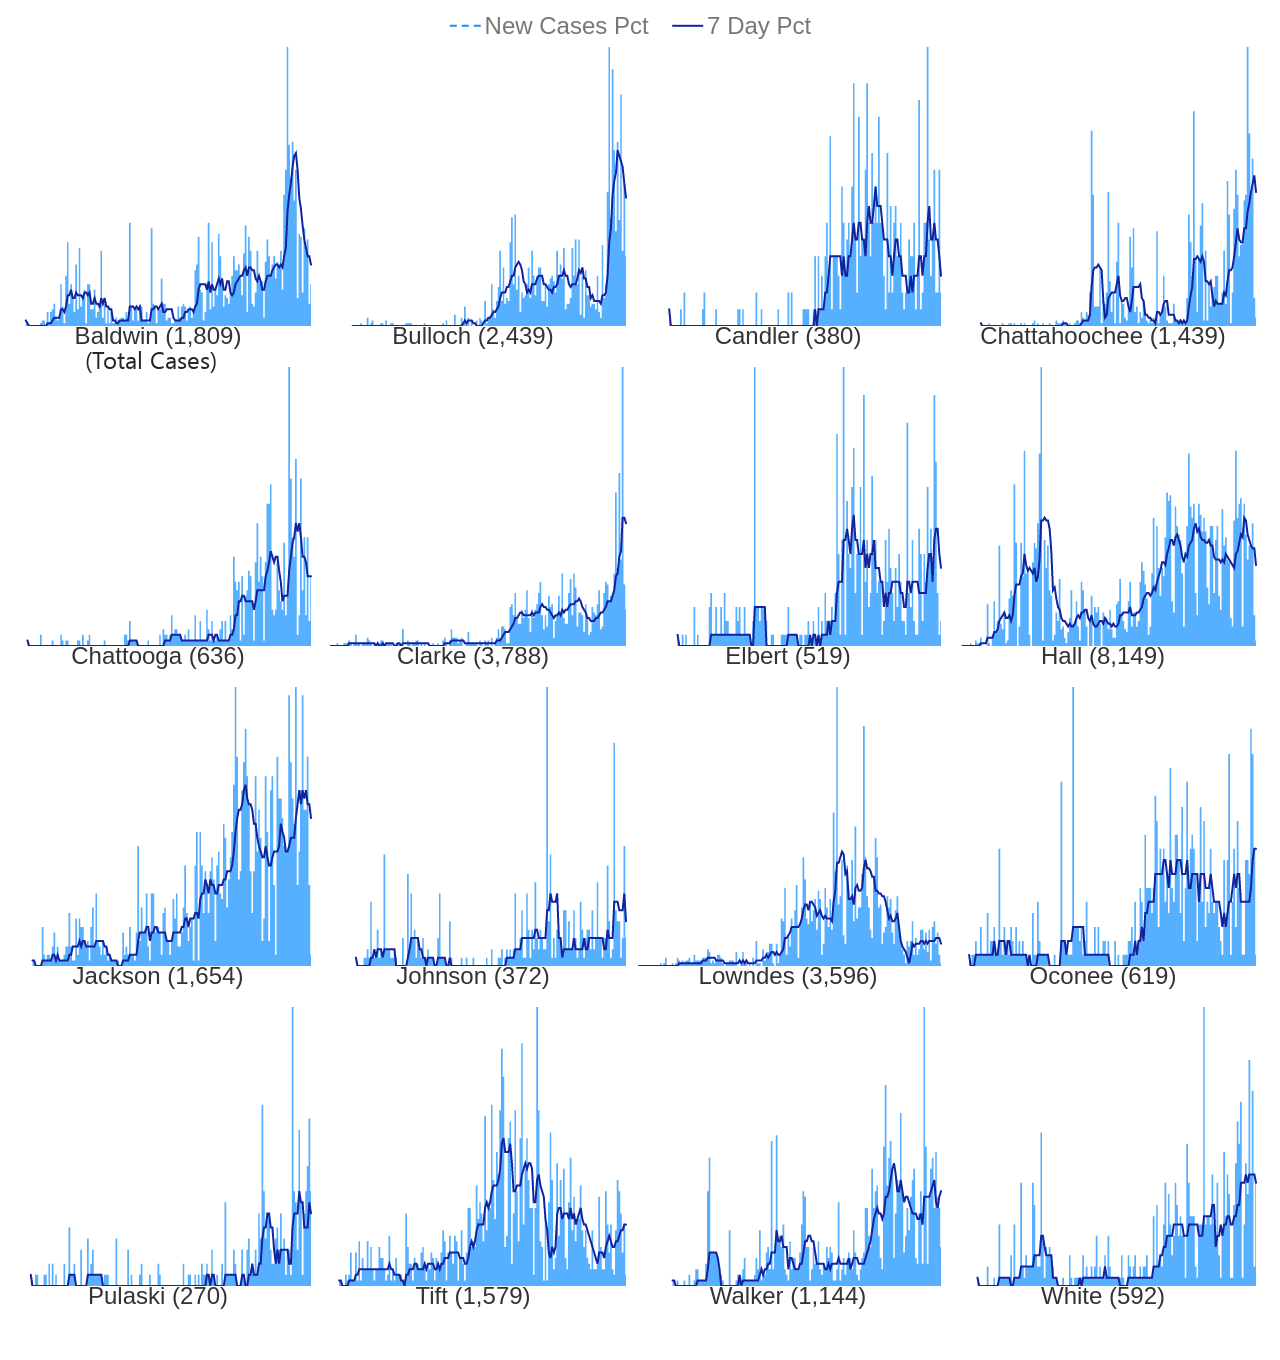 New Cases Pct 7 Day Pct
Baldwin (1,809) Bulloch (2,439) Candler (380) Chattahoochee (1,439)
(Total Cases)
Chattooga (636) Clarke (3,788) Elbert (519) Hall (8,149)
Jackson (1,654) Johnson (372) Lowndes (3,596) Oconee (619)
Pulaski (270) Tift (1,579) Walker (1,144) White (592)